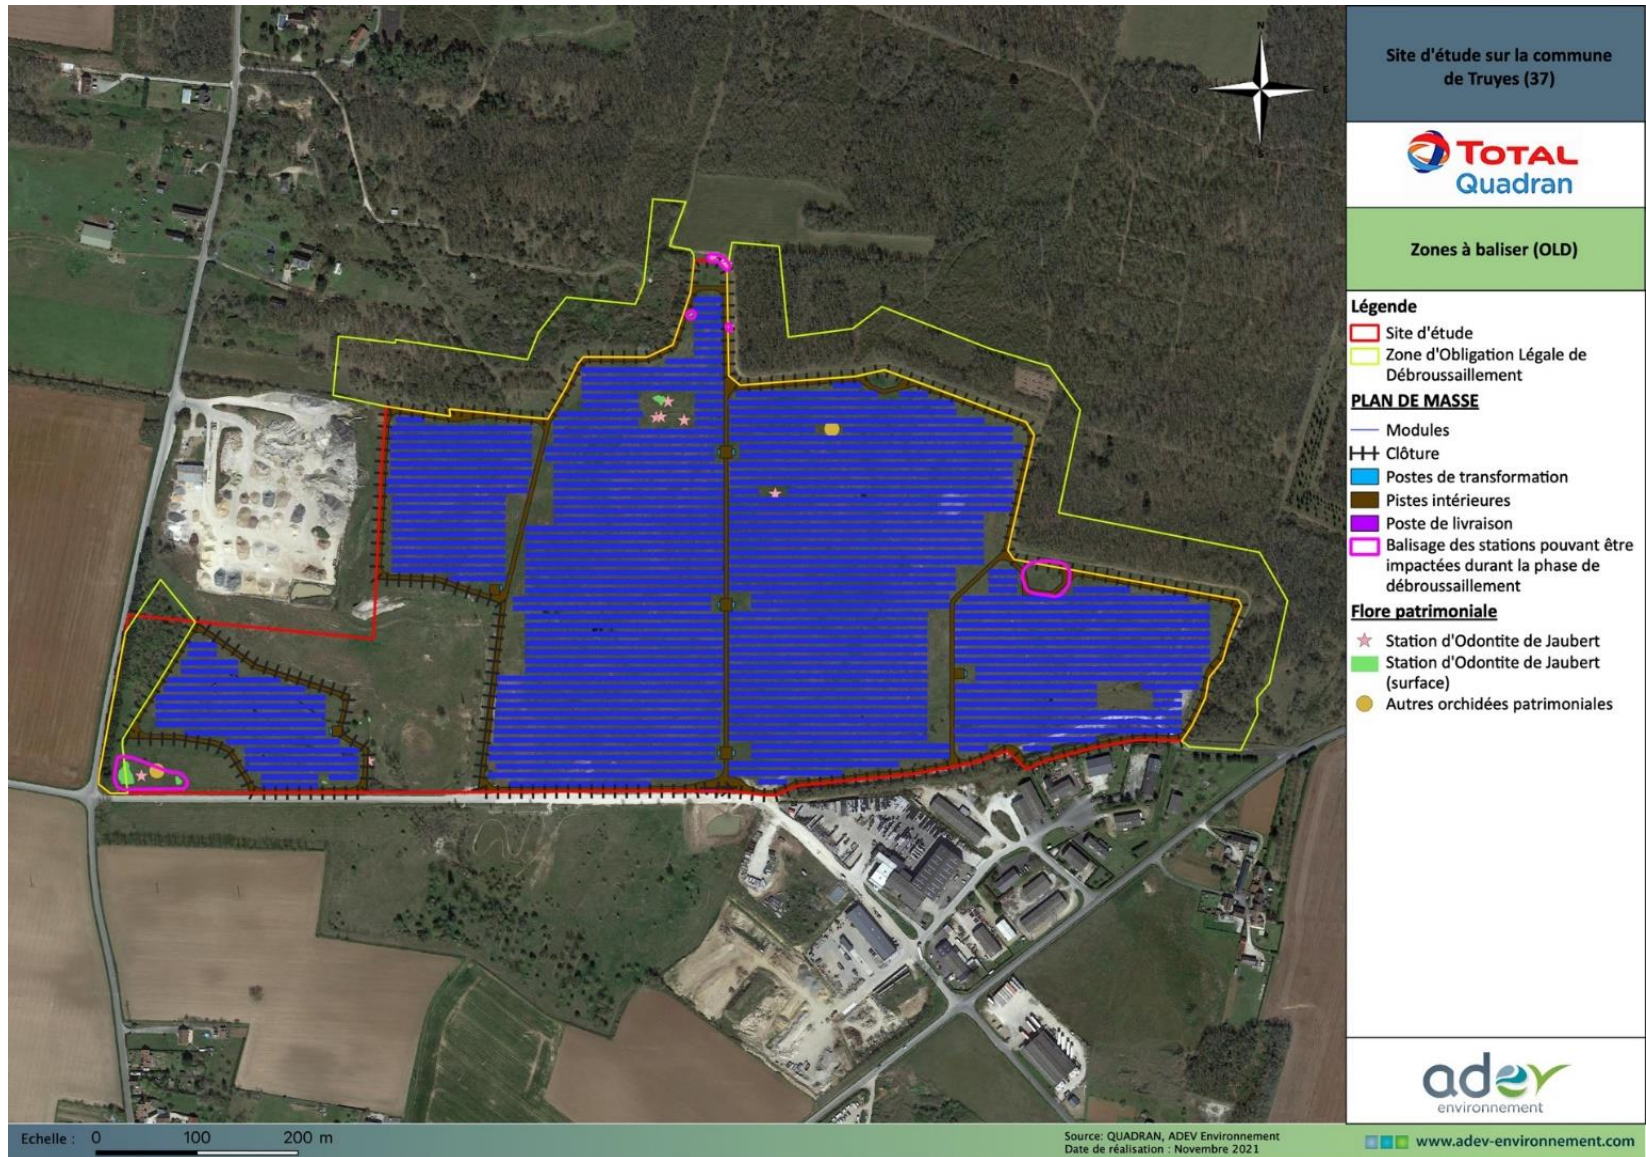 Site d'étude sur la commune
de Truyes (37)
TOTAL
Quadran
Zones à baliser (OLD)
Légende
Site d'étude
Zone d'Obligation Légale de
Débroussaillement
PLAN DE MASSE
Modules
Clôture
Postes de transformation
Pistes intérieures
Poste de livraison
Balisage des stations pouvant être
impactées durant la phase de
débroussaillement
Flore patrimoniale
Station d'Odontite de Jaubert
Station d'Odontite de Jaubert
(surface)
Autres orchidées patrimoniales
N
O
E
S
adev
environnement
Echelle : 0 100 200 m
Source: QUADRAN, ADEV Environnement
Date de réalisation : Novembre 2021
www.adev-environnement.com